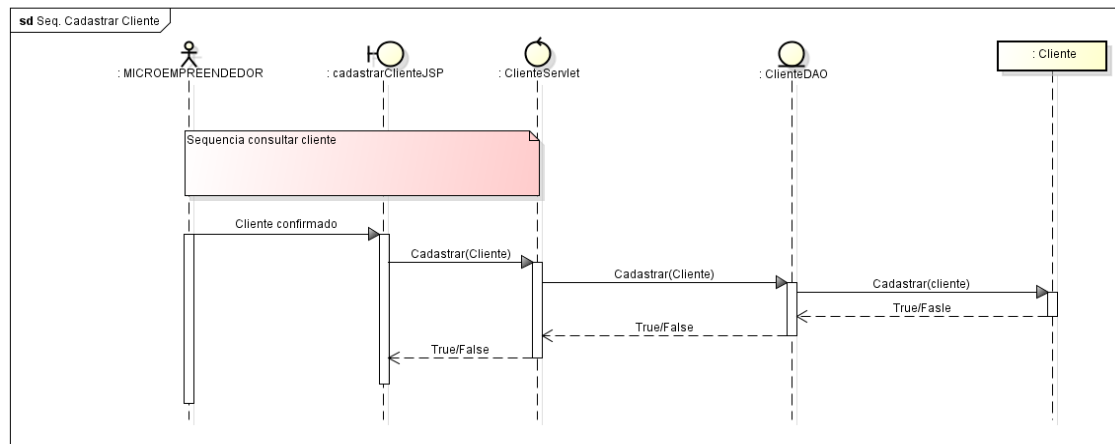 sd Seq. Cadastrar Cliente
: MICROEMPREENDEDOR
: cadastrarClienteJSP
: ClienteServlet
: ClienteDAO
: Cliente
Sequencia consultar cliente
Cliente confirmado
Cadastrar(Cliente)
Cadastrar(Cliente)
Cadastrar(cliente)
True/Fasle
True/False
True/False